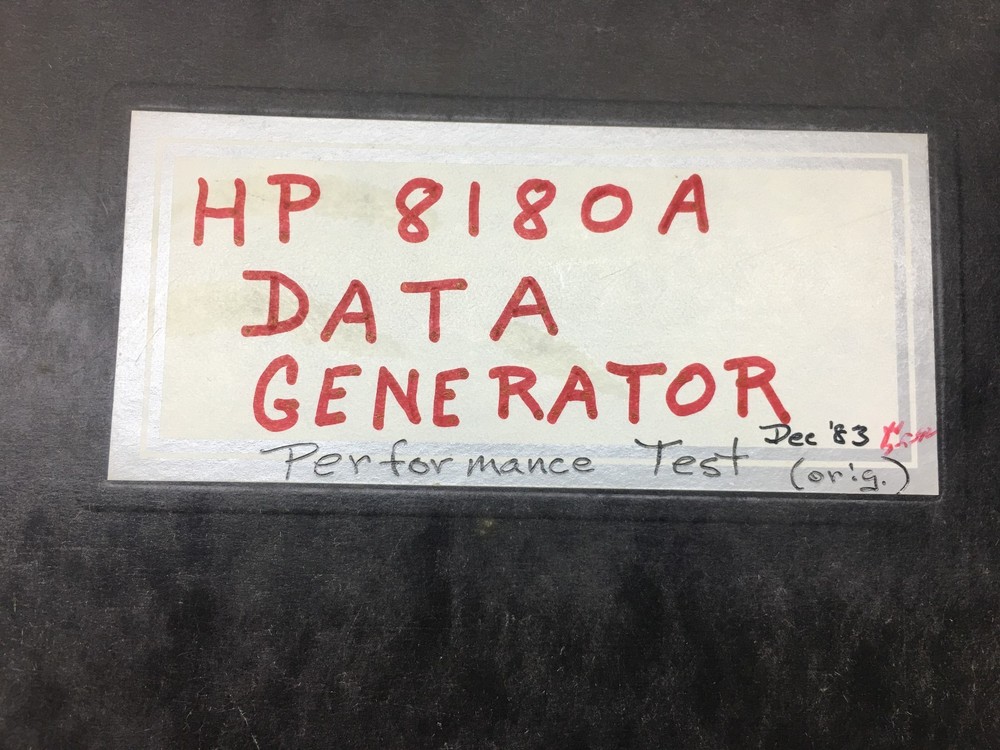 HP 8180A
DATA
GENERATOR
Dec '83
Performance Test (orig.)